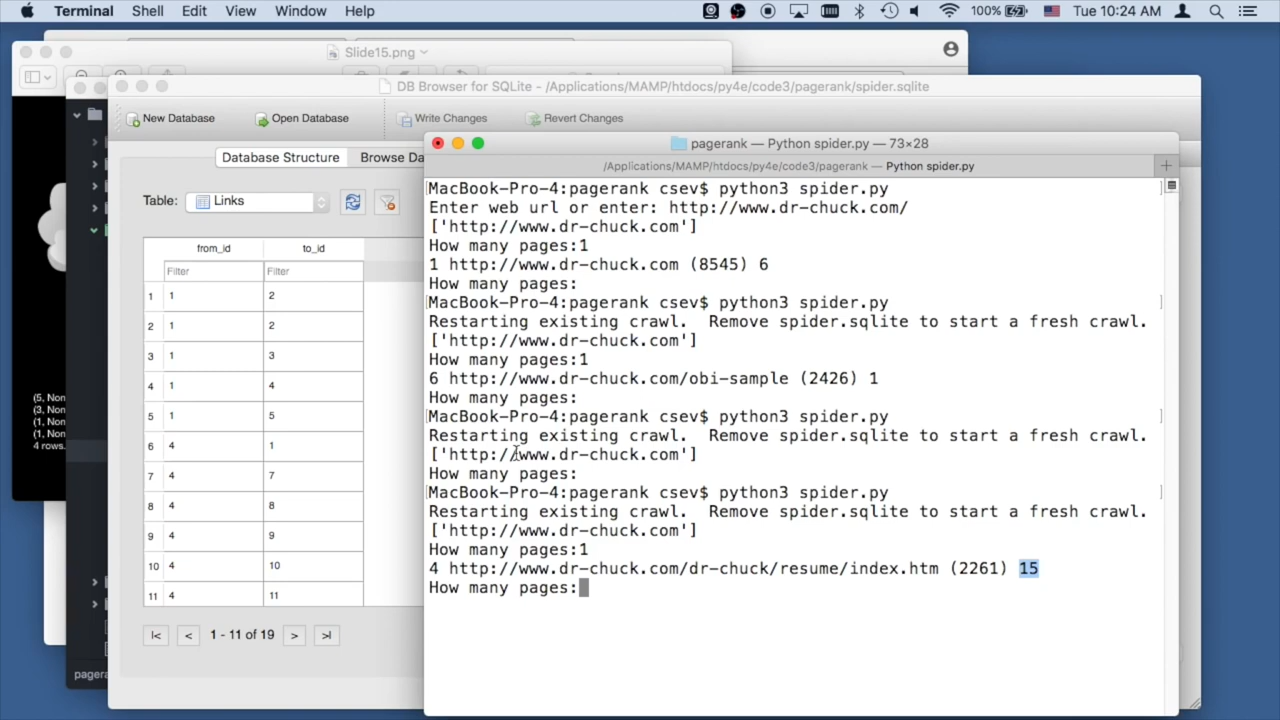 Terminal Shell Edit View Window Help 100% Tue 10:24 AM
Slide15.png
DB Browser for SQLite - /Applications/MAMP/htdocs/py4e/code3/pagerank/spider.sqlite
New Database Open Database Write Changes Revert Changes
Database Structure Browse Da
Table: Links
from_id to_id
Filter Filter
1 1 2
2 1 2
3 1 3
4 1 4
5 1 5
6 4 1
7 4 7
8 4 8
9 4 9
10 4 10
11 4 11
|< < 1 - 11 of 19 > >|
(5, Non
(3, Non
(1, Non
(1, Non
4 rows.
pagera
pagerank — Python spider.py — 73×28
/Applications/MAMP/htdocs/py4e/code3/pagerank — Python spider.py +
MacBook-Pro-4:pagerank csev$ python3 spider.py
Enter web url or enter: http://www.dr-chuck.com/
['http://www.dr-chuck.com']
How many pages:1
1 http://www.dr-chuck.com (8545) 6
How many pages:
MacBook-Pro-4:pagerank csev$ python3 spider.py
Restarting existing crawl.  Remove spider.sqlite to start a fresh crawl.
['http://www.dr-chuck.com']
How many pages:1
6 http://www.dr-chuck.com/obi-sample (2426) 1
How many pages:
MacBook-Pro-4:pagerank csev$ python3 spider.py
Restarting existing crawl.  Remove spider.sqlite to start a fresh crawl.
['http://www.dr-chuck.com']
How many pages:
MacBook-Pro-4:pagerank csev$ python3 spider.py
Restarting existing crawl.  Remove spider.sqlite to start a fresh crawl.
['http://www.dr-chuck.com']
How many pages:1
4 http://www.dr-chuck.com/dr-chuck/resume/index.htm (2261) 15
How many pages: